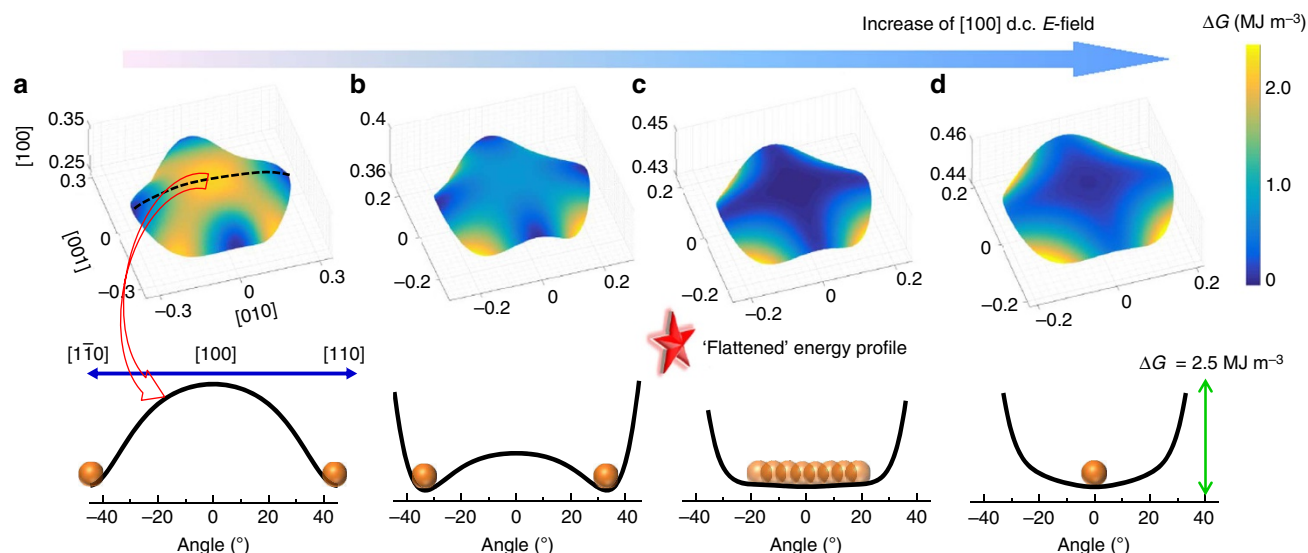 Increase of [100] d.c. E-field
ΔG (MJ m⁻³)
a
b
c
d
0.35
0.25
0.3
0
−0.3
[100]
[001]
−0.3
0
0.3
[010]
0.4
0.36
0.2
0
−0.2
−0.2
0
0.2
0.45
0.43
0.2
0
−0.2
−0.2
0
0.2
0.46
0.44
0.2
0
−0.2
−0.2
0
0.2
2.0
1.0
0
'Flattened' energy profile
[11̄0]
[100]
[110]
ΔG = 2.5 MJ m⁻³
−40 −20 0 20 40
Angle (°)
−40 −20 0 20 40
Angle (°)
−40 −20 0 20 40
Angle (°)
−40 −20 0 20 40
Angle (°)